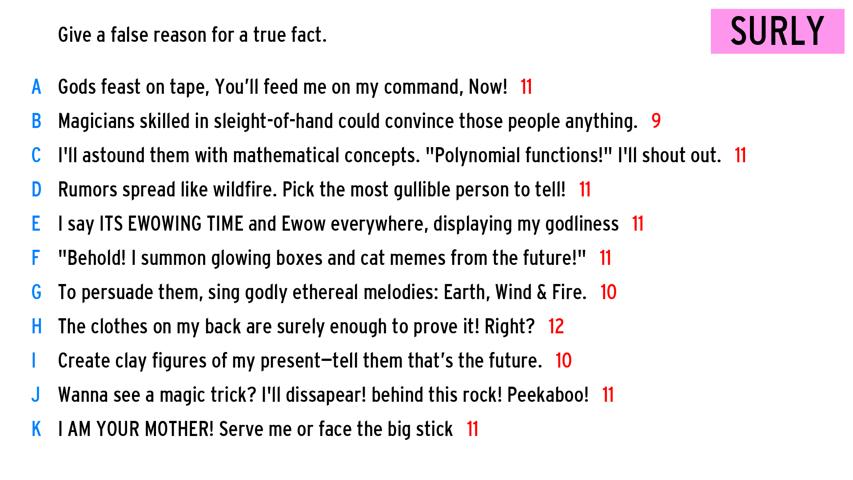 Give a false reason for a true fact.
SURLY
A Gods feast on tape, You'll feed me on my command, Now! 11
B Magicians skilled in sleight-of-hand could convince those people anything. 9
C I'll astound them with mathematical concepts. "Polynomial functions!" I'll shout out. 11
D Rumors spread like wildfire. Pick the most gullible person to tell! 11
E I say ITS EWOWING TIME and Ewow everywhere, displaying my godliness 11
F "Behold! I summon glowing boxes and cat memes from the future!" 11
G To persuade them, sing godly ethereal melodies: Earth, Wind & Fire. 10
H The clothes on my back are surely enough to prove it! Right? 12
I Create clay figures of my present—tell them that's the future. 10
J Wanna see a magic trick? I'll dissapear! behind this rock! Peekaboo! 11
K I AM YOUR MOTHER! Serve me or face the big stick 11